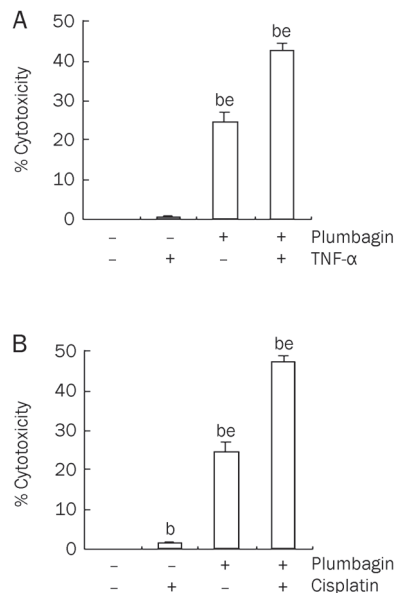 A
50
be
40
30
be
% Cytotoxicity
20
10
0
– – + + Plumbagin
– + – + TNF-α
B
50
be
40
30
be
% Cytotoxicity
20
10
b
0
– – + + Plumbagin
– + – + Cisplatin